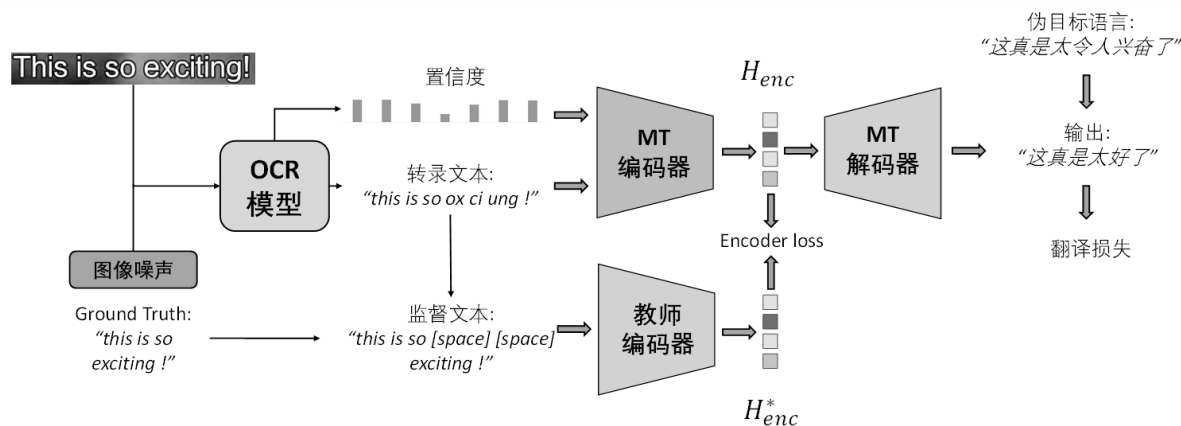 This is so exciting!
置信度
OCR
模型
转录文本:
“this is so ox ci ung !”
图像噪声
Ground Truth:
“this is so
exciting !”
监督文本:
“this is so [space] [space]
exciting !”
MT
编码器
教师
编码器
H_enc
Encoder loss
H*_enc
MT
解码器
伪目标语言:
“这真是太令人兴奋了”
输出:
“这真是太好了”
翻译损失